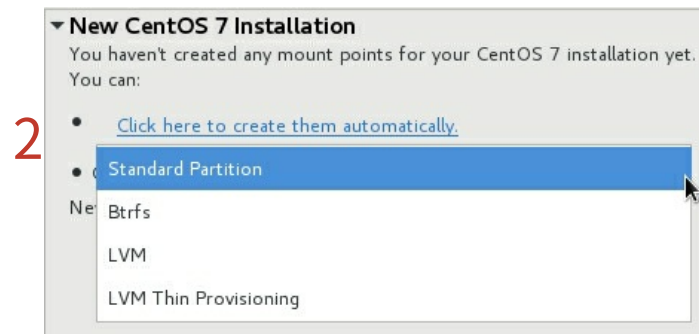 New CentOS 7 Installation
You haven't created any mount points for your CentOS 7 installation yet.
You can:
2
Click here to create them automatically.
Standard Partition
Btrfs
LVM
LVM Thin Provisioning